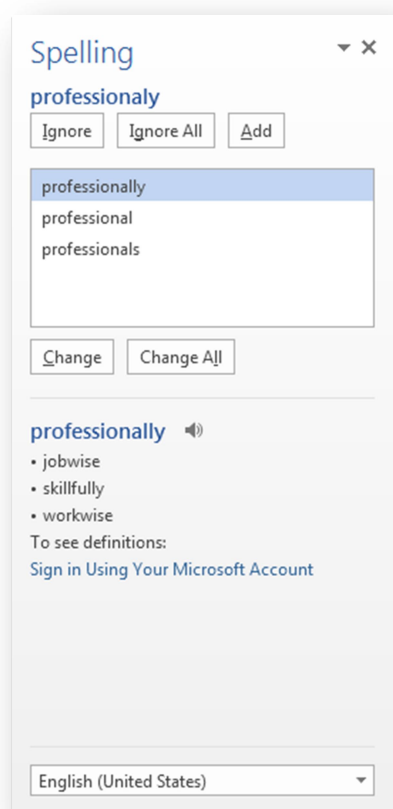 Spelling
professionaly
Ignore Ignore All Add
professionally
professional
professionals
Change Change All
professionally
• jobwise
• skillfully
• workwise
To see definitions:
Sign in Using Your Microsoft Account
English (United States)